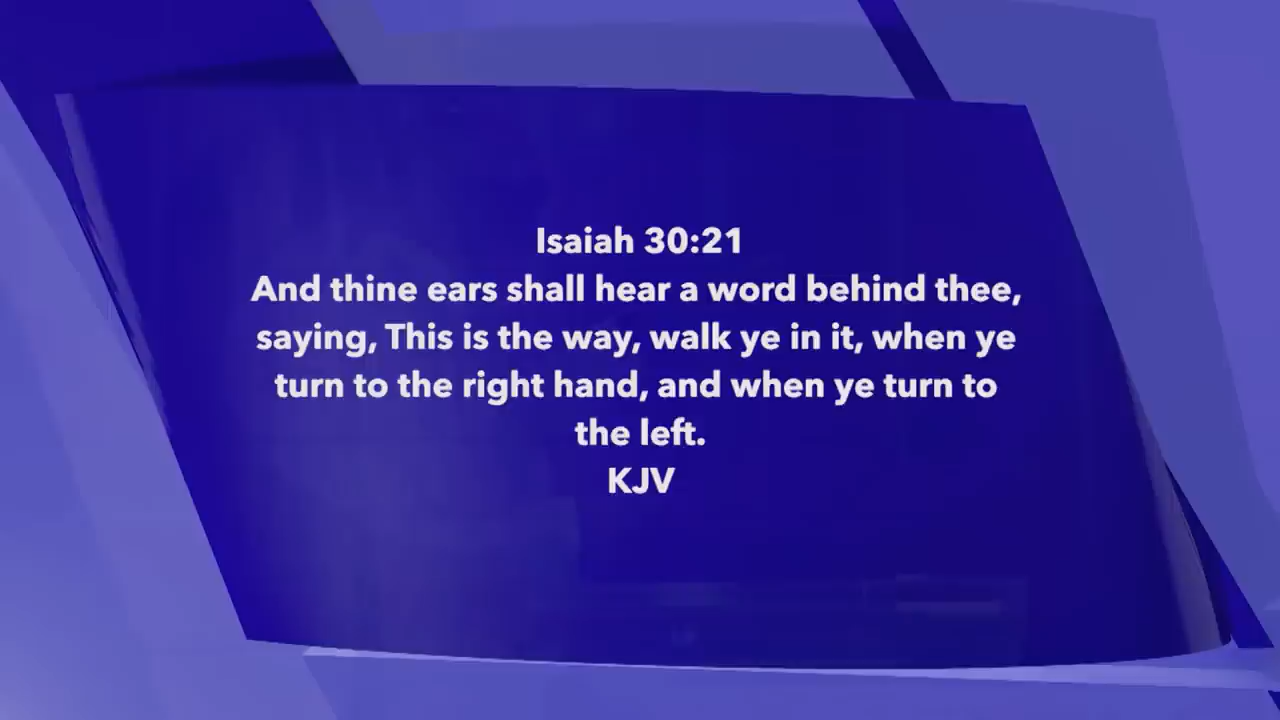 Isaiah 30:21
And thine ears shall hear a word behind thee,
saying, This is the way, walk ye in it, when ye
turn to the right hand, and when ye turn to
the left.
KJV